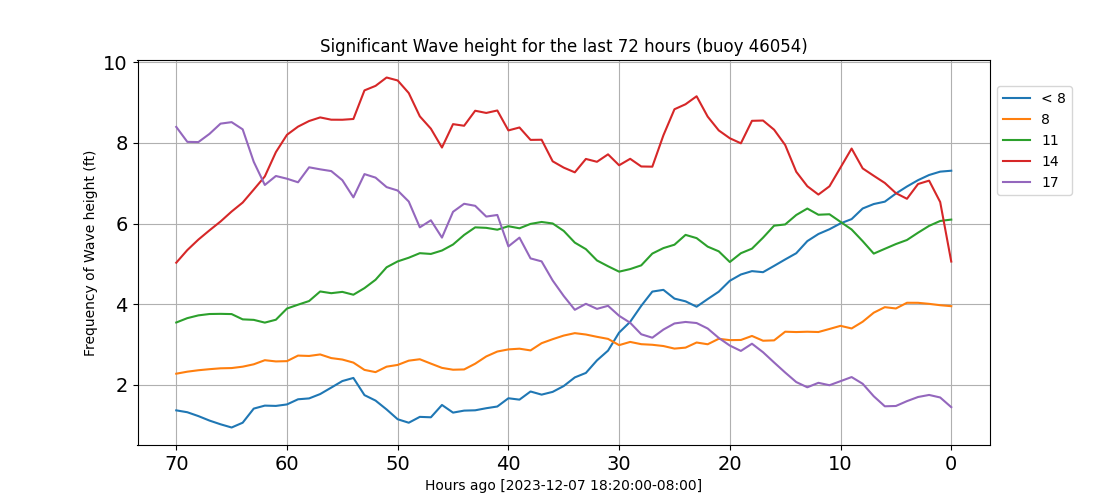 Significant Wave height for the last 72 hours (buoy 46054)
Frequency of Wave height (ft)
10
8
6
4
2
70 60 50 40 30 20 10 0
Hours ago [2023-12-07 18:20:00-08:00]
< 8
8
11
14
17